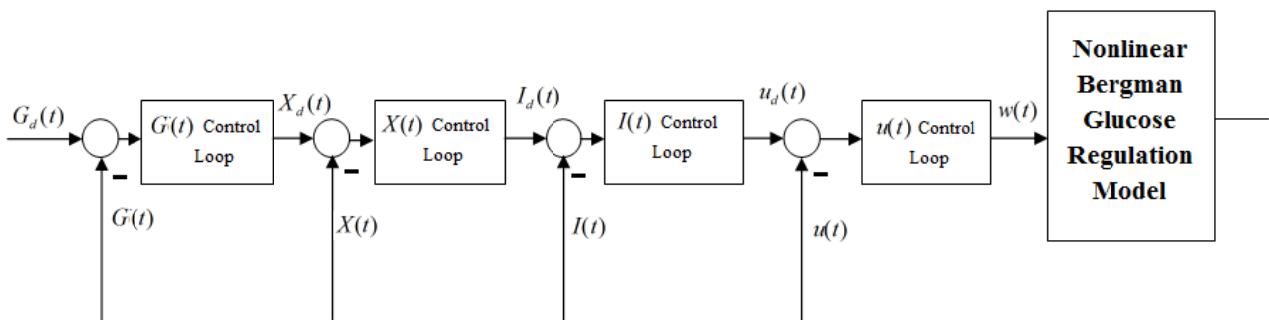 G_d(t)
G(t) Control
Loop
X_d(t)
X(t) Control
Loop
I_d(t)
I(t) Control
Loop
u_d(t)
u(t) Control
Loop
w(t)
Nonlinear
Bergman
Glucose
Regulation
Model
G(t)
X(t)
I(t)
u(t)